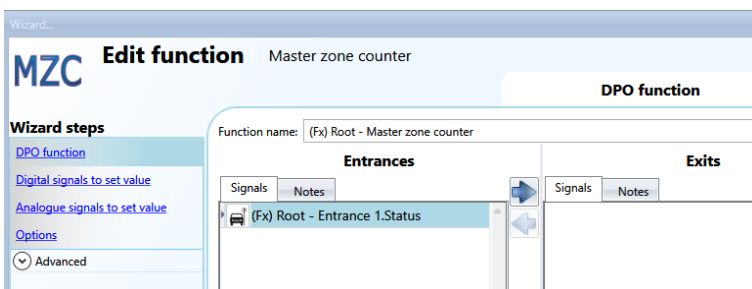 Wizard...
MZC
Edit function
Master zone counter
DPO function
Wizard steps
DPO function
Digital signals to set value
Analogue signals to set value
Options
Advanced
Function name: (Fx) Root - Master zone counter
Entrances
Signals
Notes
(Fx) Root - Entrance 1.Status
Exits
Signals
Notes